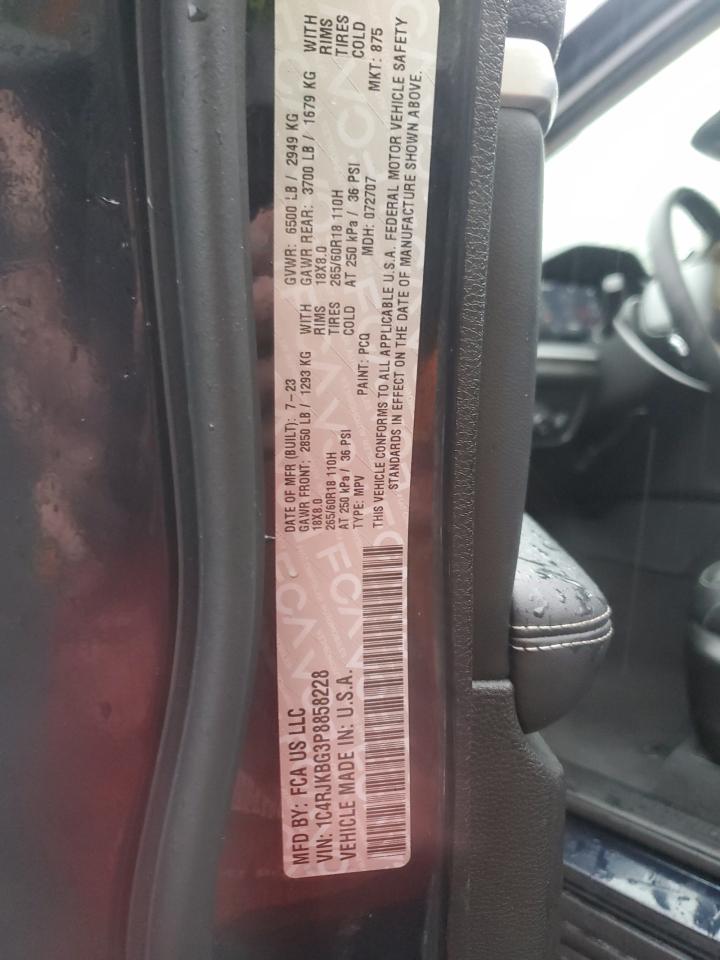 MFD BY: FCA US LLC
VIN: 1C4RJKBG3P8858228
VEHICLE MADE IN: U.S.A.
DATE OF MFR (BUILT): 7-23 GVWR: 6500 LB / 2949 KG
GAWR FRONT: 2850 LB / 1293 KG WITH GAWR REAR: 3700 LB / 1679 KG WITH
18X8.0 RIMS 18X8.0 RIMS
265/60R18 110H TIRES 265/60R18 110H TIRES
AT 250 kPa / 36 PSI COLD AT 250 kPa / 36 PSI COLD
TYPE: MPV PAINT: PCQ MDH: 072707 MKT: 875
THIS VEHICLE CONFORMS TO ALL APPLICABLE U.S.A. FEDERAL MOTOR VEHICLE SAFETY
STANDARDS IN EFFECT ON THE DATE OF MANUFACTURE SHOWN ABOVE.